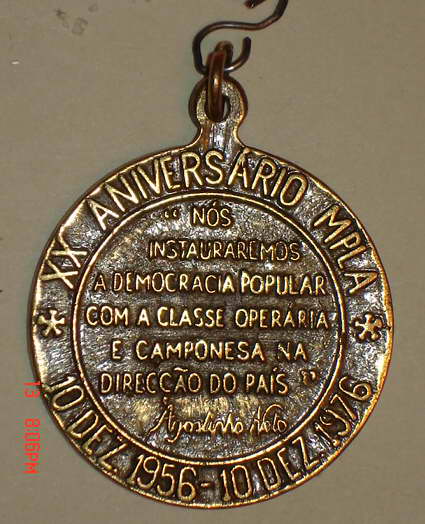 XX ANIVERSÁRIO MPLA
"NÓS
INSTAURAREMOS
A DEMOCRACIA POPULAR
COM A CLASSE OPERÁRIA
E CAMPONESA NA
DIRECÇÃO DO PAÍS"
Agostinho Neto
10 DEZ 1956-10 DEZ 1976
13 8:06PM